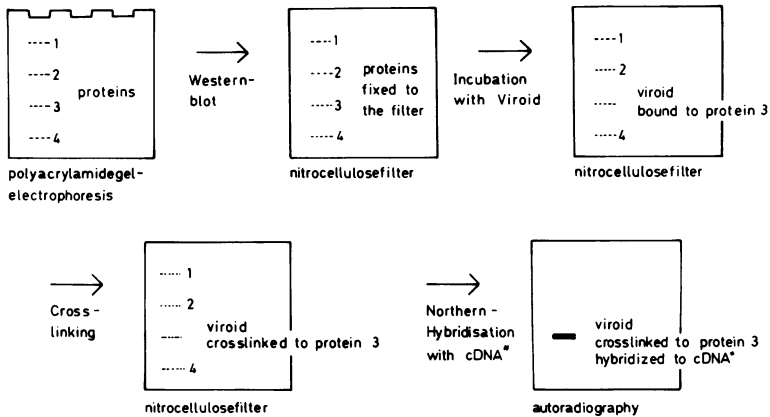 1
2
proteins
3
4
polyacrylamidegel-
electrophoresis
Western-
blot
1
2
proteins
fixed to
3
the filter
4
nitrocellulosefilter
Incubation
with Viroid
1
2
viroid
bound to protein 3
4
nitrocellulosefilter
Cross-
linking
1
2
viroid
crosslinked to protein 3
4
nitrocellulosefilter
Northern-
Hybridisation
with cDNA*
viroid
crosslinked to protein 3
hybridized to cDNA*
autoradiography